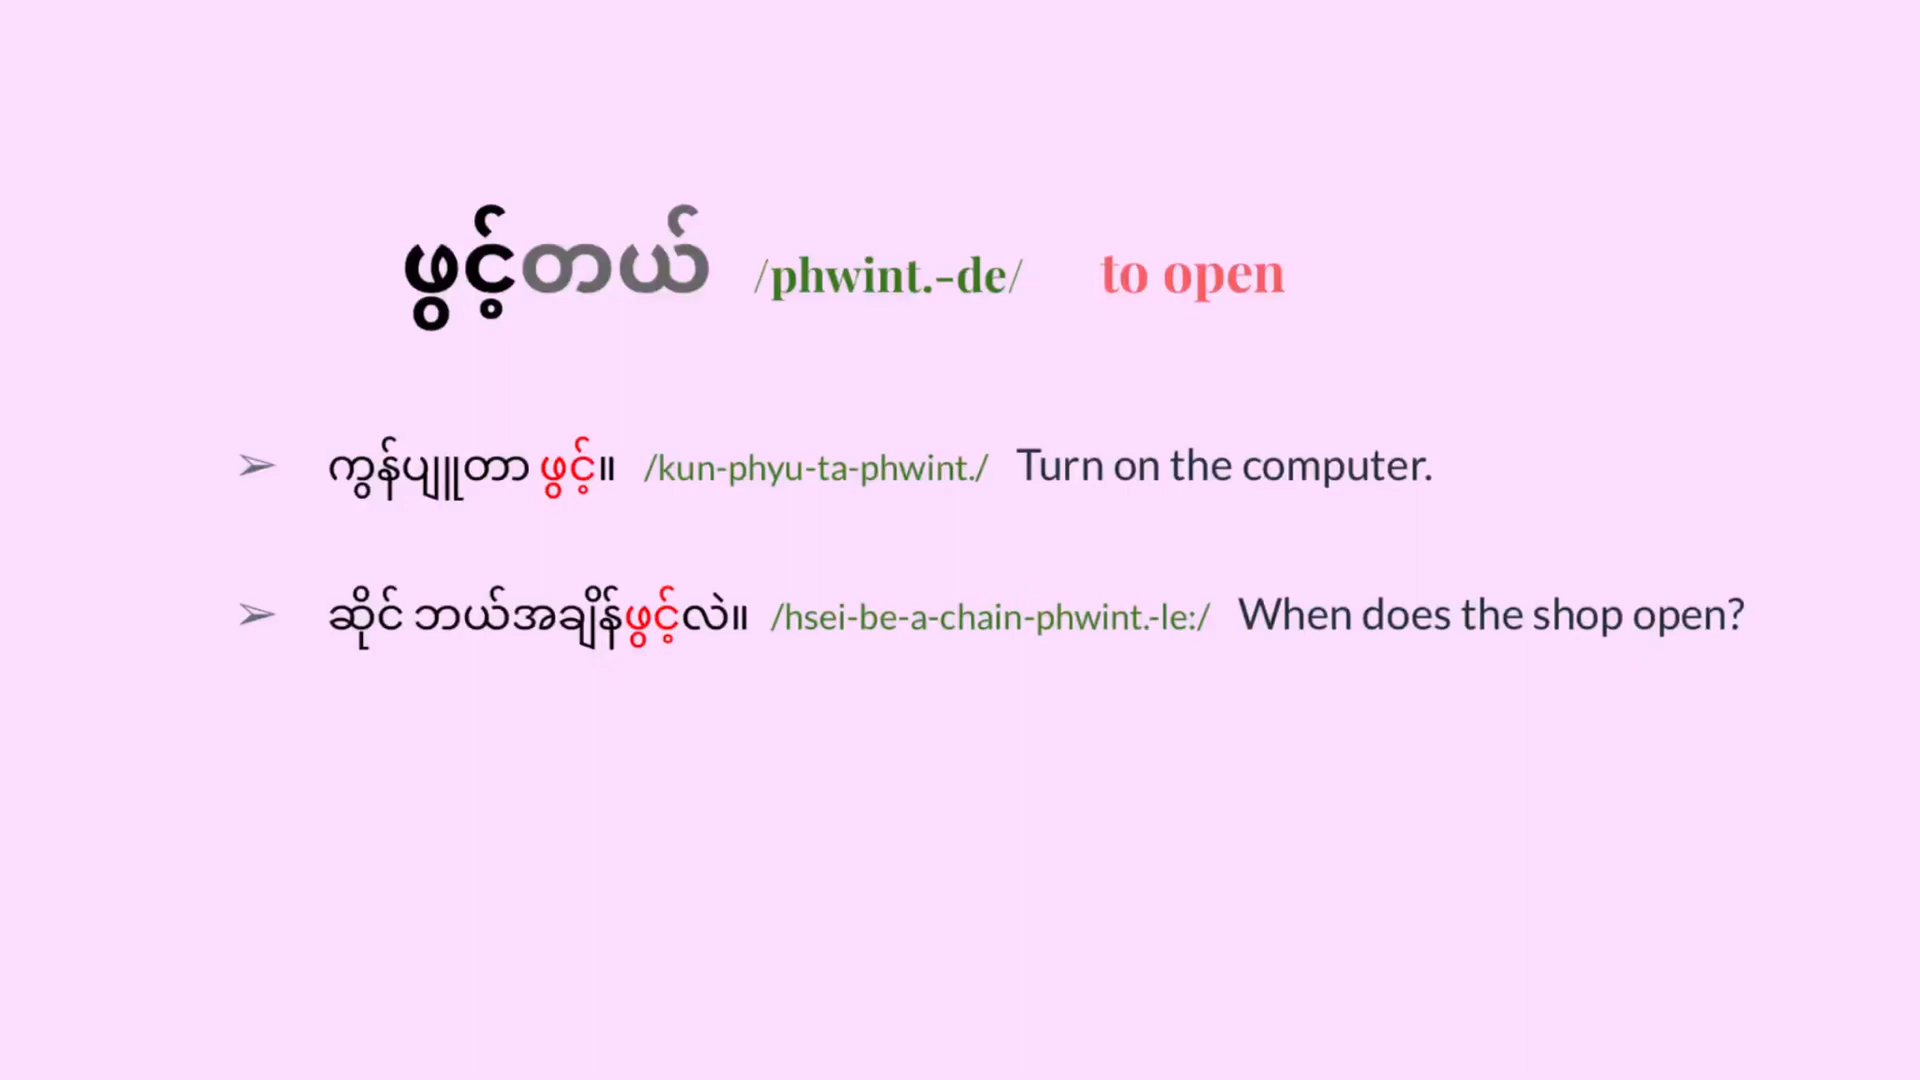 ဖွင့်တယ် /phwint.-de/ to open
➢ ကွန်ပျူတာ ဖွင့်။ /kun-phyu-ta-phwint./ Turn on the computer.
➢ ဆိုင် ဘယ်အချိန်ဖွင့်လဲ။ /hsei-be-a-chain-phwint.-le:/ When does the shop open?